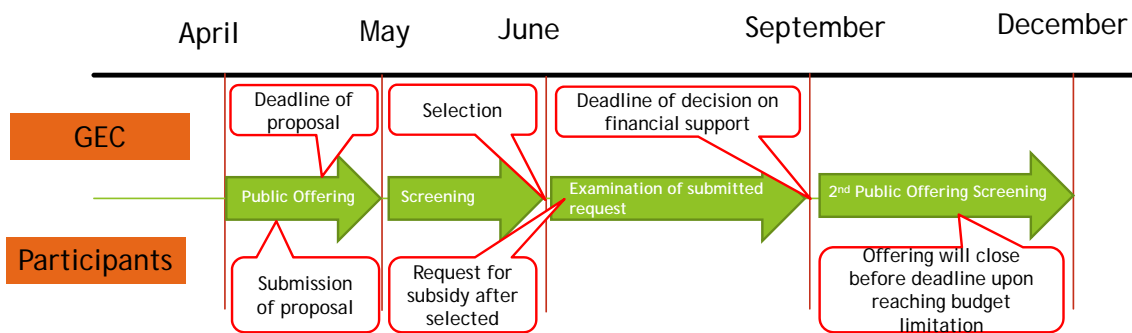 April
May
June
September
December
Deadline of
proposal
Selection
Deadline of decision on
financial support
GEC
Public Offering
Screening
Examination of submitted
request
2nd Public Offering Screening
Participants
Submission
of proposal
Request for
subsidy after
selected
Offering will close
before deadline upon
reaching budget
limitation